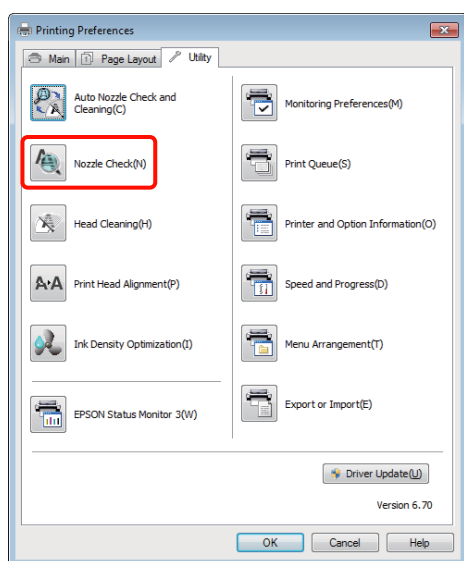 Printing Preferences
Main
Page Layout
Utility
Auto Nozzle Check and
Cleaning(C)
Nozzle Check(N)
Head Cleaning(H)
Print Head Alignment(P)
Ink Density Optimization(I)
EPSON Status Monitor 3(W)
Monitoring Preferences(M)
Print Queue(S)
Printer and Option Information(O)
Speed and Progress(D)
Menu Arrangement(T)
Export or Import(E)
Driver Update(U)
Version 6.70
OK
Cancel
Help